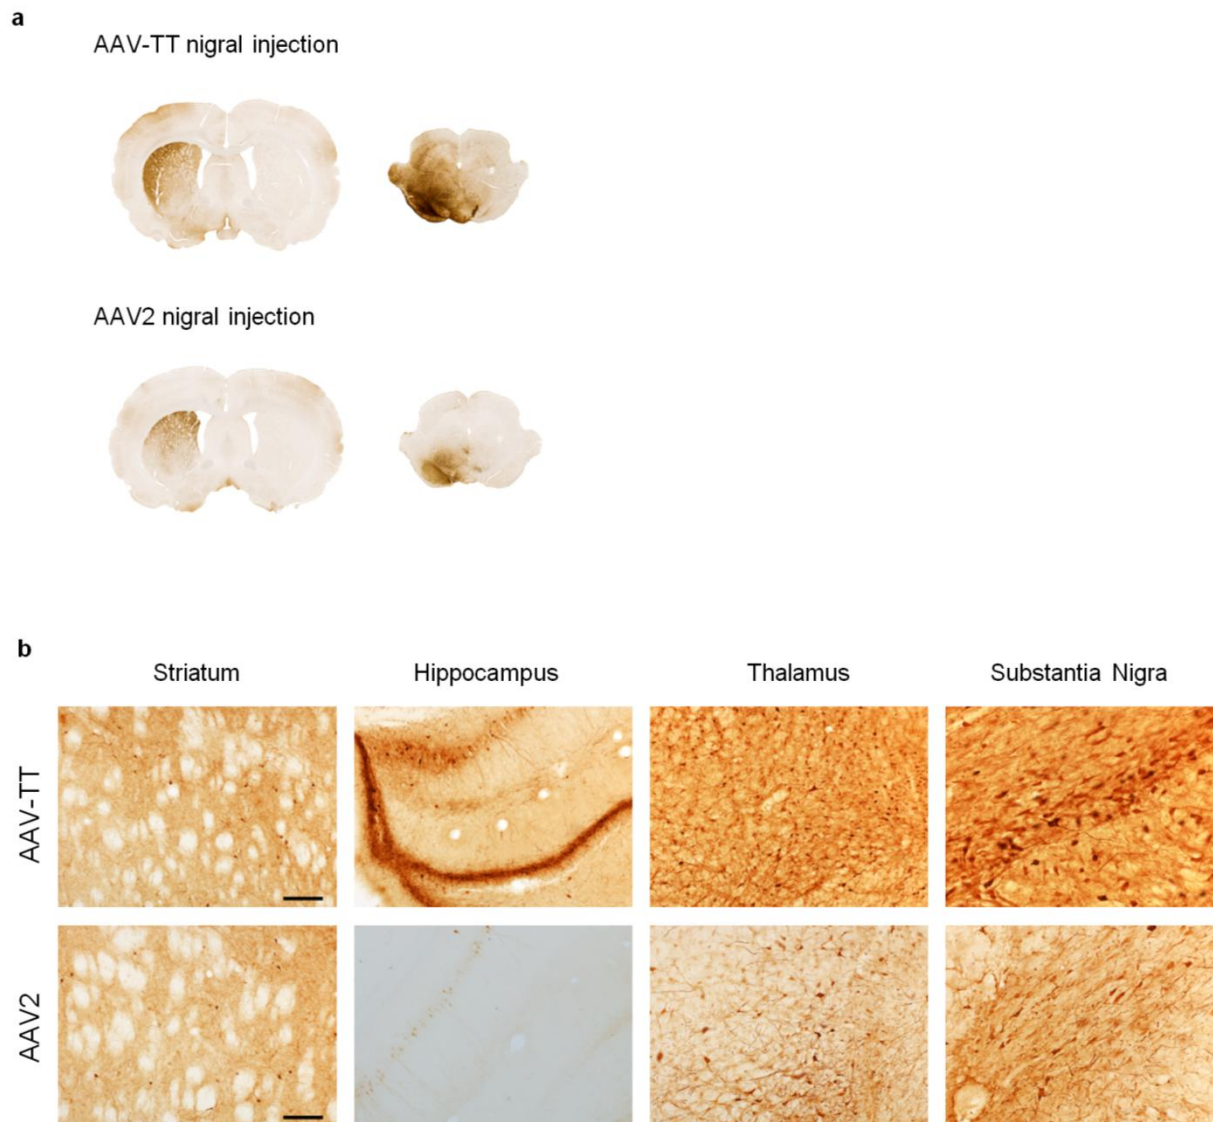 a
AAV-TT nigral injection
AAV2 nigral injection
b
Striatum Hippocampus Thalamus Substantia Nigra
AAV-TT
AAV2